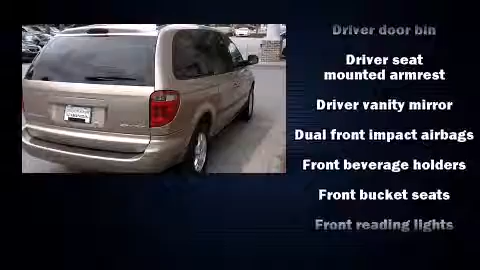 Driver door bin
Driver seat
mounted armrest
Driver vanity mirror
Dual front impact airbags
Front beverage holders
Front bucket seats
Front reading lights